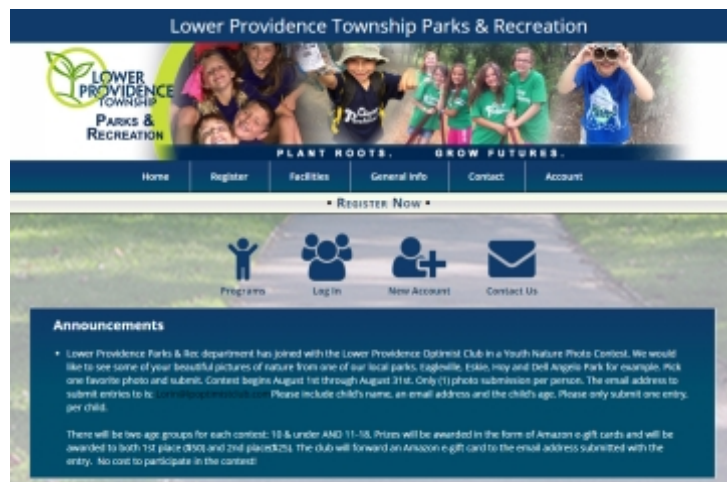 Lower Providence Township Parks & Recreation
LOWER
PROVIDENCE
TOWNSHIP
PARKS &
RECREATION
PLANT ROOTS. GROW FUTURES.
Home Register Facilities General Info Contact Account
• REGISTER NOW •
Programs Log In New Account Contact Us
Announcements
• Lower Providence Parks & Rec department has joined with the Lower Providence Optimist Club in a Youth Nature Photo Contest. We would
like to see some of your beautiful pictures of nature from one of our local parks. Eagleville, Eskie, Hoy and Dell Angelo Park for example. Pick
one favorite photo and submit. Contest begins August 1st through August 31st. Only (1) photo submission per person. The email address to
submit entries to is: Please include child's name, an email address and the child's age. Please only submit one entry,
per child.
There will be two age groups for each contest: 10 & under AND 11-18. Prizes will be awarded in the form of Amazon e-gift cards and will be
awarded to both 1st place ($50) and 2nd place($25). The club will forward an Amazon e-gift card to the email address submitted with the
entry. No cost to participate in the contest!